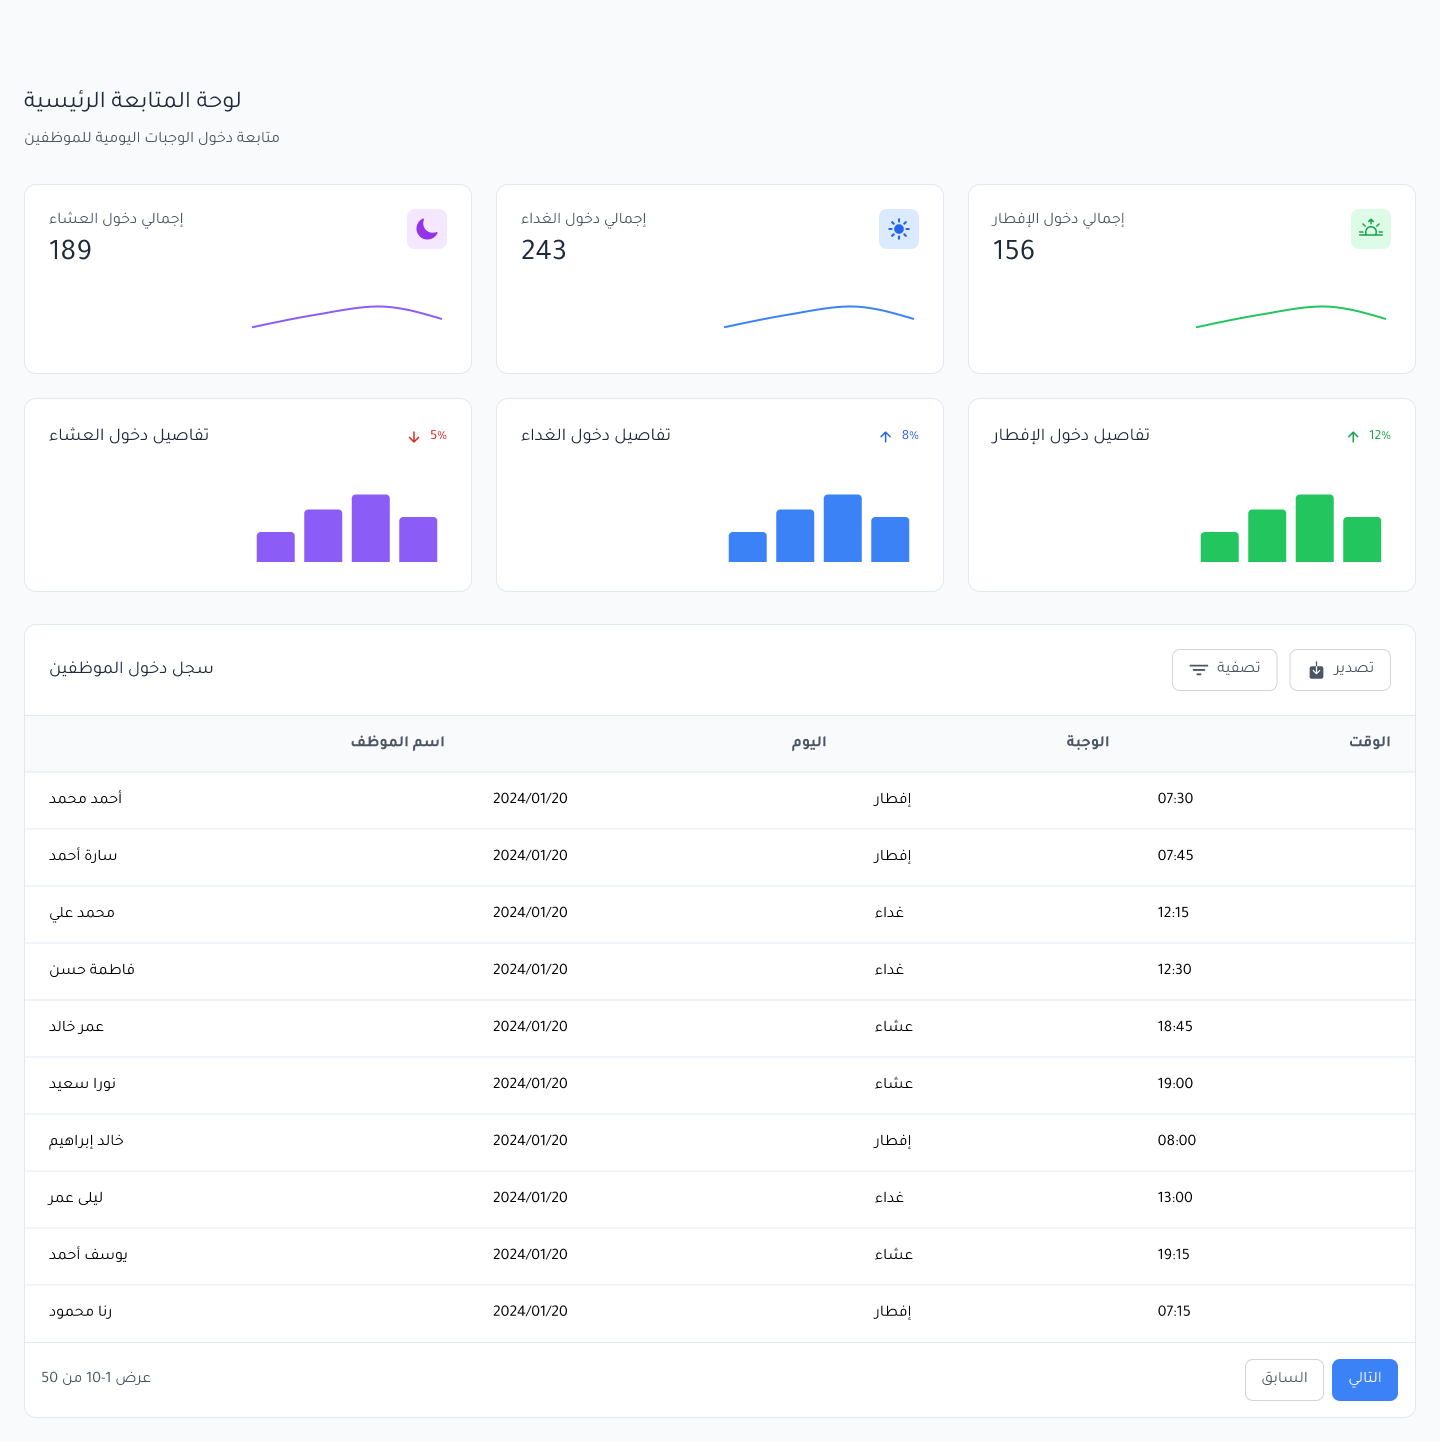 لوحة المتابعة الرئيسية
متابعة دخول الوجبات اليومية للموظفين
إجمالي دخول العشاء
189
إجمالي دخول الغداء
243
إجمالي دخول الإفطار
156
تفاصيل دخول العشاء
5%
تفاصيل دخول الغداء
8%
تفاصيل دخول الإفطار
12%
سجل دخول الموظفين
تصفية
تصدير
اسم الموظف اليوم الوجبة الوقت
أحمد محمد 2024/01/20 إفطار 07:30
سارة أحمد 2024/01/20 إفطار 07:45
محمد علي 2024/01/20 غداء 12:15
فاطمة حسن 2024/01/20 غداء 12:30
عمر خالد 2024/01/20 عشاء 18:45
نورا سعيد 2024/01/20 عشاء 19:00
خالد إبراهيم 2024/01/20 إفطار 08:00
ليلى عمر 2024/01/20 غداء 13:00
يوسف أحمد 2024/01/20 عشاء 19:15
رنا محمود 2024/01/20 إفطار 07:15
عرض 1-10 من 50
السابق
التالي